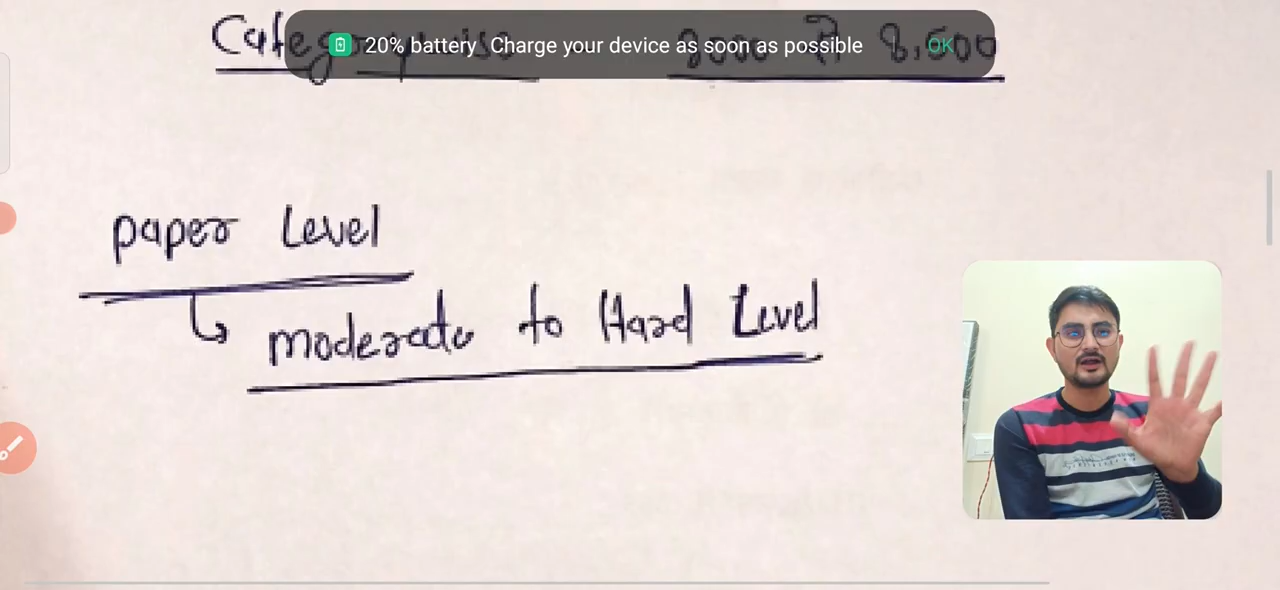 20% battery Charge your device as soon as possible OK
paper Level
moderate to Hard Level